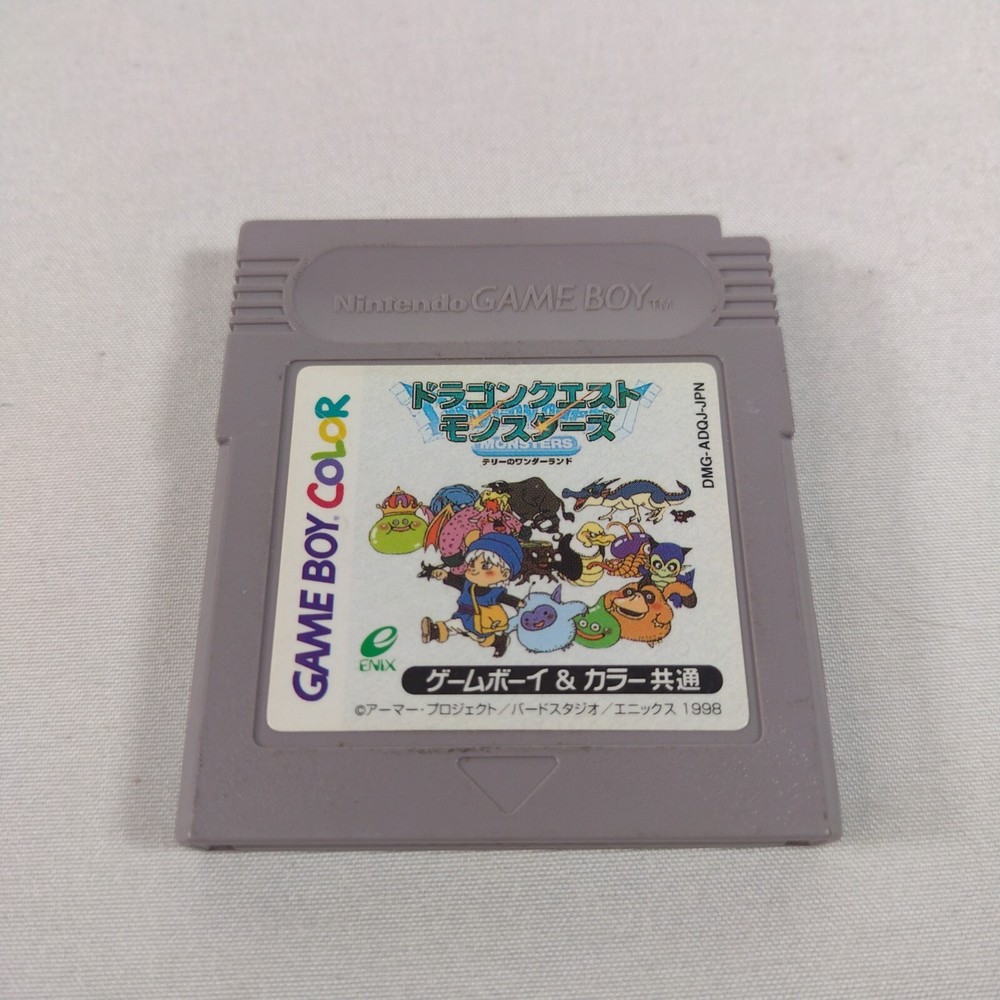 Nintendo GAME BOY™
GAME BOY COLOR
ドラゴンクエスト
モンスターズ
MONSTERS
テリーのワンダーランド
DMG-ADQJ-JPN
ENIX
ゲームボーイ & カラー共通
©アーマー・プロジェクト/バードスタジオ/エニックス 1998